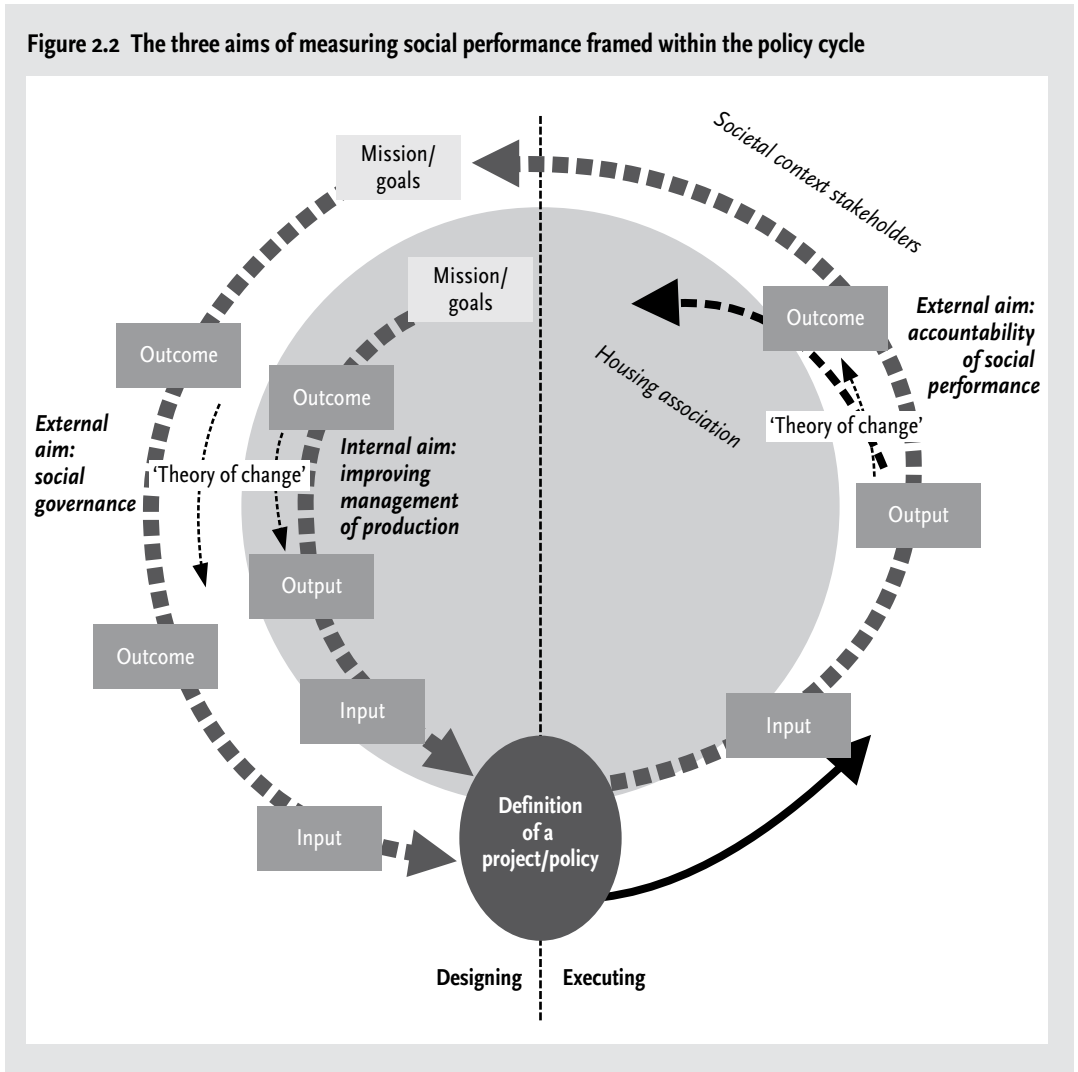 Figure 2.2 The three aims of measuring social performance framed within the policy cycle
Societal context stakeholders
Mission/
goals
Mission/
goals
Outcome
External aim:
accountability
of social
performance
Housing association
Outcome
Outcome
'Theory of change'
External
aim:
social
governance
'Theory of change'
Internal aim:
improving
management
of production
Output
Output
Outcome
Input
Input
Input
Definition
of a
project/policy
Designing
Executing